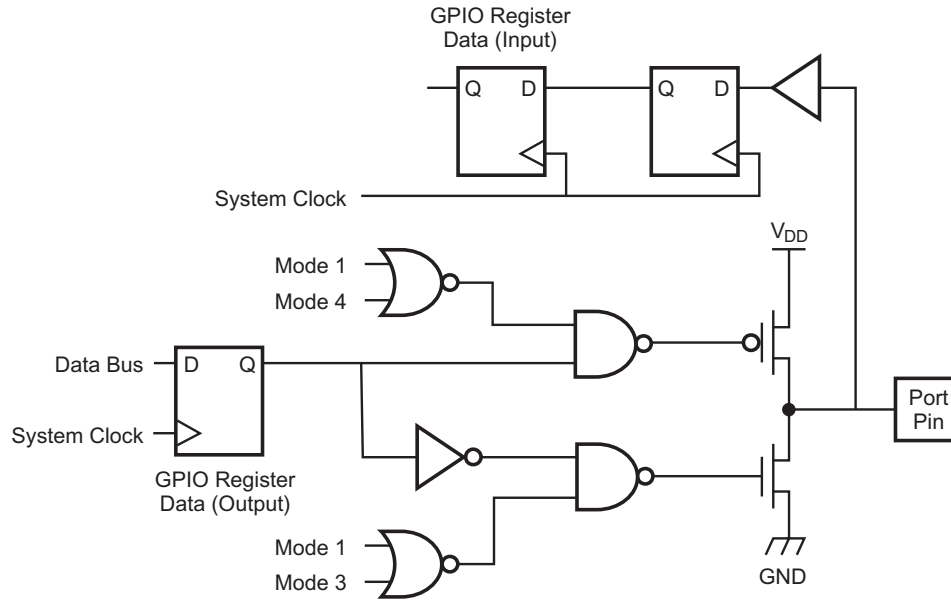 GPIO Register
Data (Input)
Q D
Q D
System Clock
VDD
Mode 1
Mode 4
Data Bus
D Q
System Clock
Port
Pin
GPIO Register
Data (Output)
Mode 1
Mode 3
GND